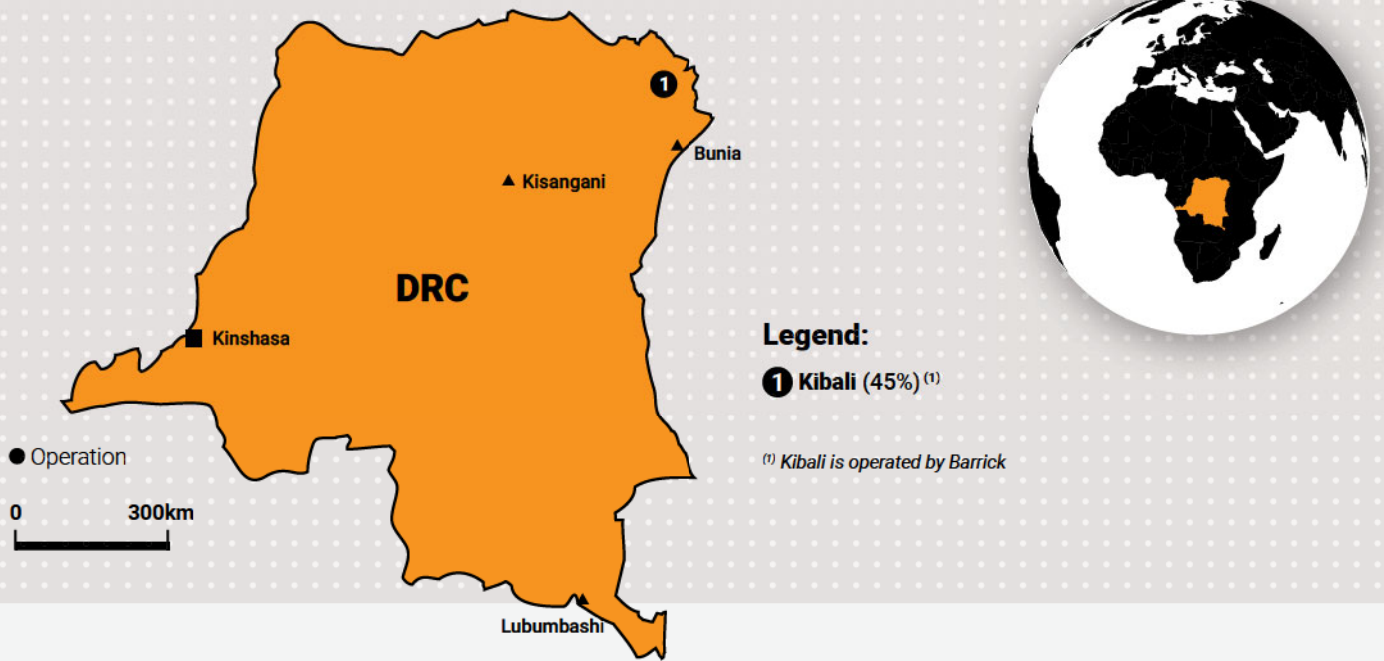 1
Bunia
Kisangani
DRC
Kinshasa
Legend:
1 Kibali (45%) (1)
Operation
(1) Kibali is operated by Barrick
0 300km
Lubumbashi